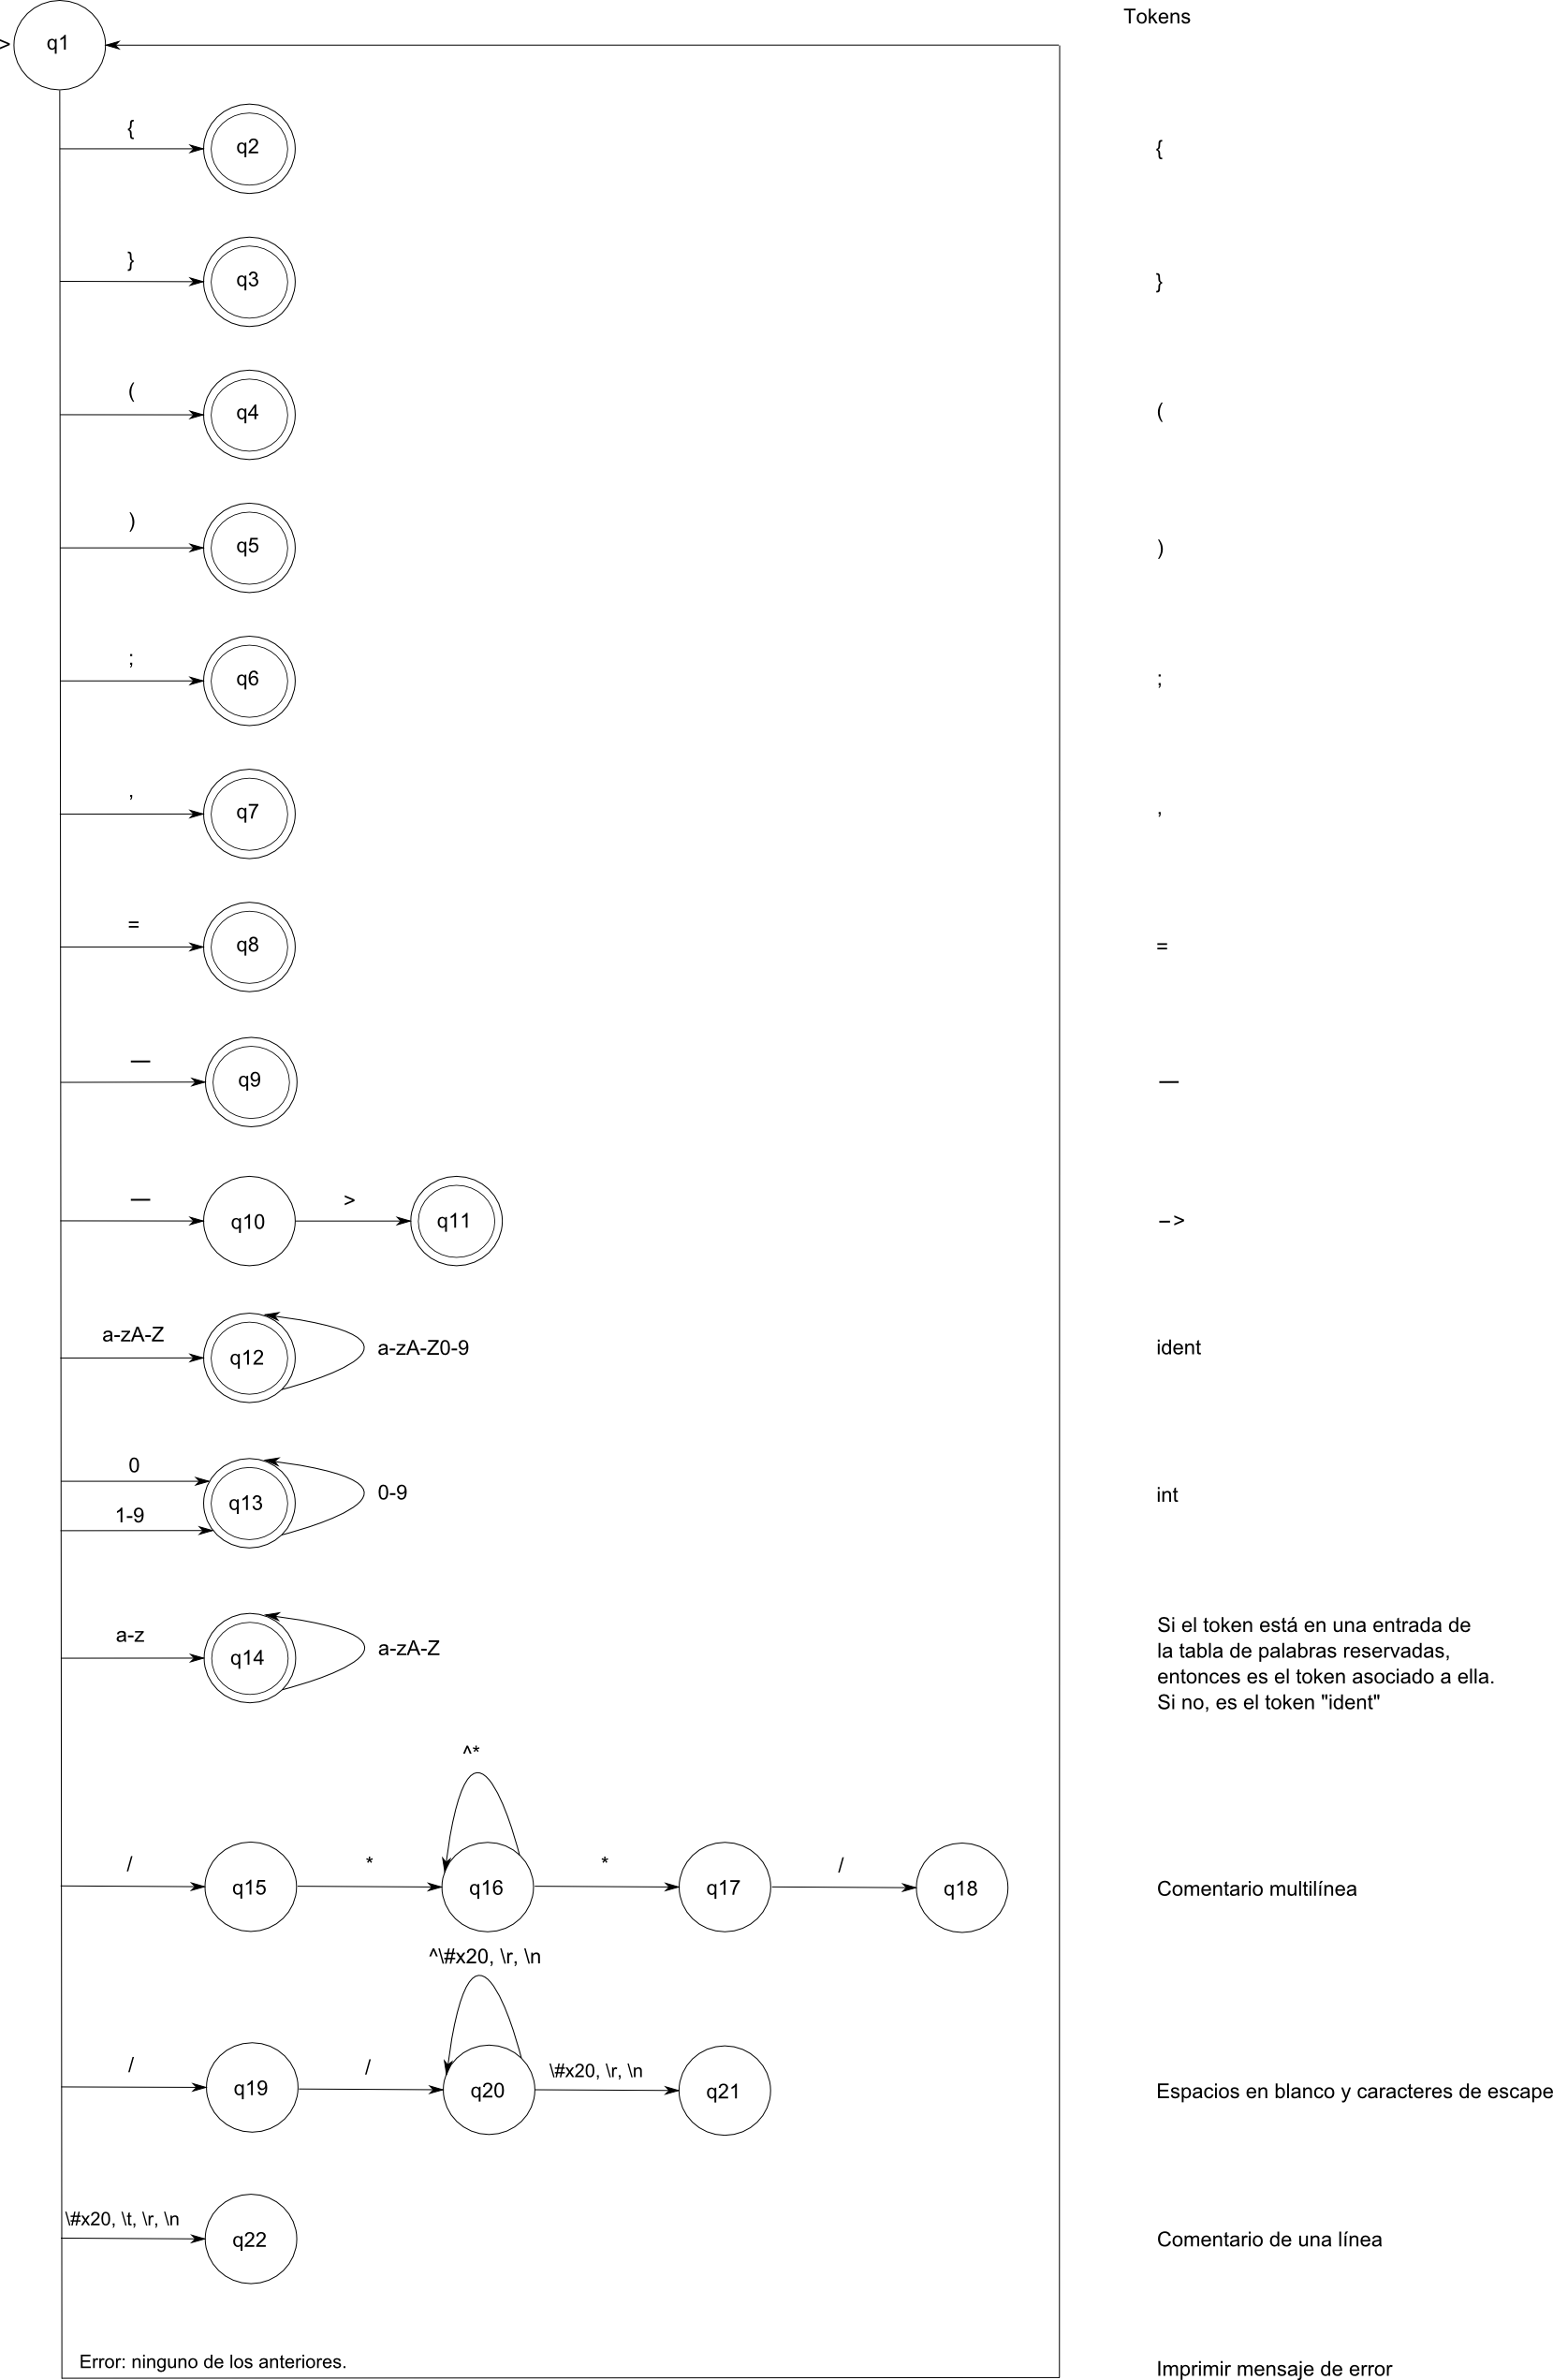 Tokens
> q1
{
q2
{
}
q3
}
(
q4
(
)
q5
)
;
q6
;
,
q7
,
=
q8
=
—
q9
—
—
>
q10
q11
–>
a-zA-Z
a-zA-Z0-9
q12
ident
0
0-9
q13
int
1-9
a-z
a-zA-Z
q14
Si el token está en una entrada de
la tabla de palabras reservadas,
entonces es el token asociado a ella.
Si no, es el token "ident"
^*
/
*
*
/
q15
q16
q17
q18
Comentario multilínea
^\#x20, \r, \n
/
/
\#x20, \r, \n
q19
q20
q21
Espacios en blanco y caracteres de escape
\#x20, \t, \r, \n
q22
Comentario de una línea
Error: ninguno de los anteriores.
Imprimir mensaje de error